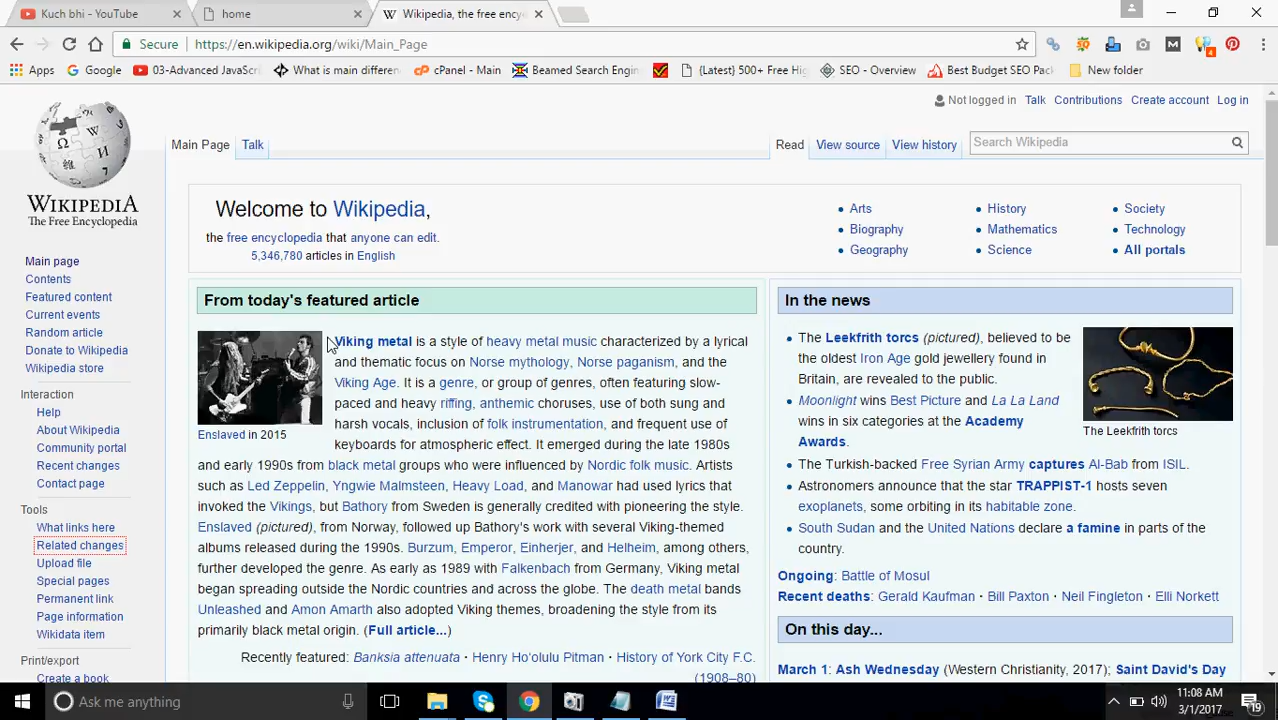 Kuch bhi - YouTube
home
Wikipedia, the free ency
Secure https://en.wikipedia.org/wiki/Main_Page
Apps Google 03-Advanced JavaScri What is main differen cPanel - Main Beamed Search Engin {Latest} 500+ Free Hig SEO - Overview Best Budget SEO Pack New folder
Not logged in Talk Contributions Create account Log in
Main Page Talk Read View source View history Search Wikipedia
WIKIPEDIA
The Free Encyclopedia
Main page
Contents
Featured content
Current events
Random article
Donate to Wikipedia
Wikipedia store
Interaction
Help
About Wikipedia
Community portal
Recent changes
Contact page
Tools
What links here
Related changes
Upload file
Special pages
Permanent link
Page information
Wikidata item
Print/export
Create a book
Welcome to Wikipedia,
the free encyclopedia that anyone can edit.
5,346,780 articles in English
Arts
Biography
Geography
History
Mathematics
Science
Society
Technology
All portals
From today's featured article
Enslaved in 2015
Viking metal is a style of heavy metal music characterized by a lyrical
and thematic focus on Norse mythology, Norse paganism, and the
Viking Age. It is a genre, or group of genres, often featuring slow-
paced and heavy riffing, anthemic choruses, use of both sung and
harsh vocals, inclusion of folk instrumentation, and frequent use of
keyboards for atmospheric effect. It emerged during the late 1980s
and early 1990s from black metal groups who were influenced by Nordic folk music. Artists
such as Led Zeppelin, Yngwie Malmsteen, Heavy Load, and Manowar had used lyrics that
invoked the Vikings, but Bathory from Sweden is generally credited with pioneering the style.
Enslaved (pictured), from Norway, followed up Bathory's work with several Viking-themed
albums released during the 1990s. Burzum, Emperor, Einherjer, and Helheim, among others,
further developed the genre. As early as 1989 with Falkenbach from Germany, Viking metal
began spreading outside the Nordic countries and across the globe. The death metal bands
Unleashed and Amon Amarth also adopted Viking themes, broadening the style from its
primarily black metal origin. (Full article...)
Recently featured: Banksia attenuata · Henry Hoʻolulu Pitman · History of York City F.C.
(1908–80)
In the news
The Leekfrith torcs (pictured), believed to be
the oldest Iron Age gold jewellery found in
Britain, are revealed to the public.
Moonlight wins Best Picture and La La Land
wins in six categories at the Academy
Awards.
The Leekfrith torcs
The Turkish-backed Free Syrian Army captures Al-Bab from ISIL.
Astronomers announce that the star TRAPPIST-1 hosts seven
exoplanets, some orbiting in its habitable zone.
South Sudan and the United Nations declare a famine in parts of the
country.
Ongoing: Battle of Mosul
Recent deaths: Gerald Kaufman · Bill Paxton · Neil Fingleton · Elli Norkett
On this day...
March 1: Ash Wednesday (Western Christianity, 2017); Saint David's Day
Ask me anything
11:08 AM
3/1/2017
19